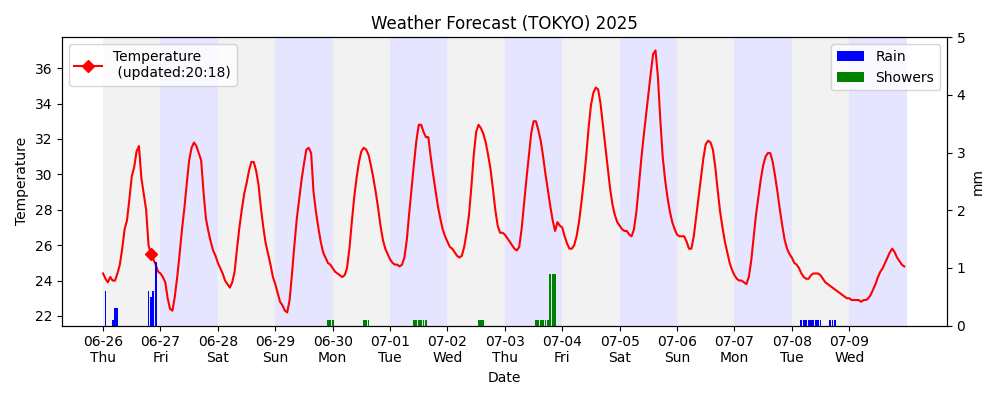 Weather Forecast (TOKYO) 2025
Temperature
(updated:20:18)
Rain
Showers
Temperature
36
34
32
30
28
26
24
22
5
4
3
2
1
0
mm
06-26 06-27 06-28 06-29 06-30 07-01 07-02 07-03 07-04 07-05 07-06 07-07 07-08 07-09
Thu Fri Sat Sun Mon Tue Wed Thu Fri Sat Sun Mon Tue Wed
Date